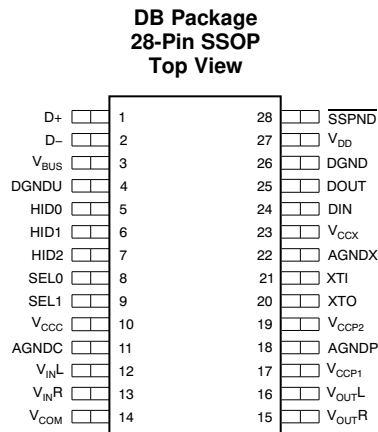 DB Package
28-Pin SSOP
Top View
D+ 1 28 SSPND
D− 2 27 VDD
VBUS 3 26 DGND
DGNDU 4 25 DOUT
HID0 5 24 DIN
HID1 6 23 VCCX
HID2 7 22 AGNDX
SEL0 8 21 XTI
SEL1 9 20 XTO
VCCC 10 19 VCCP2
AGNDC 11 18 AGNDP
VINL 12 17 VCCP1
VINR 13 16 VOUTL
VCOM 14 15 VOUTR